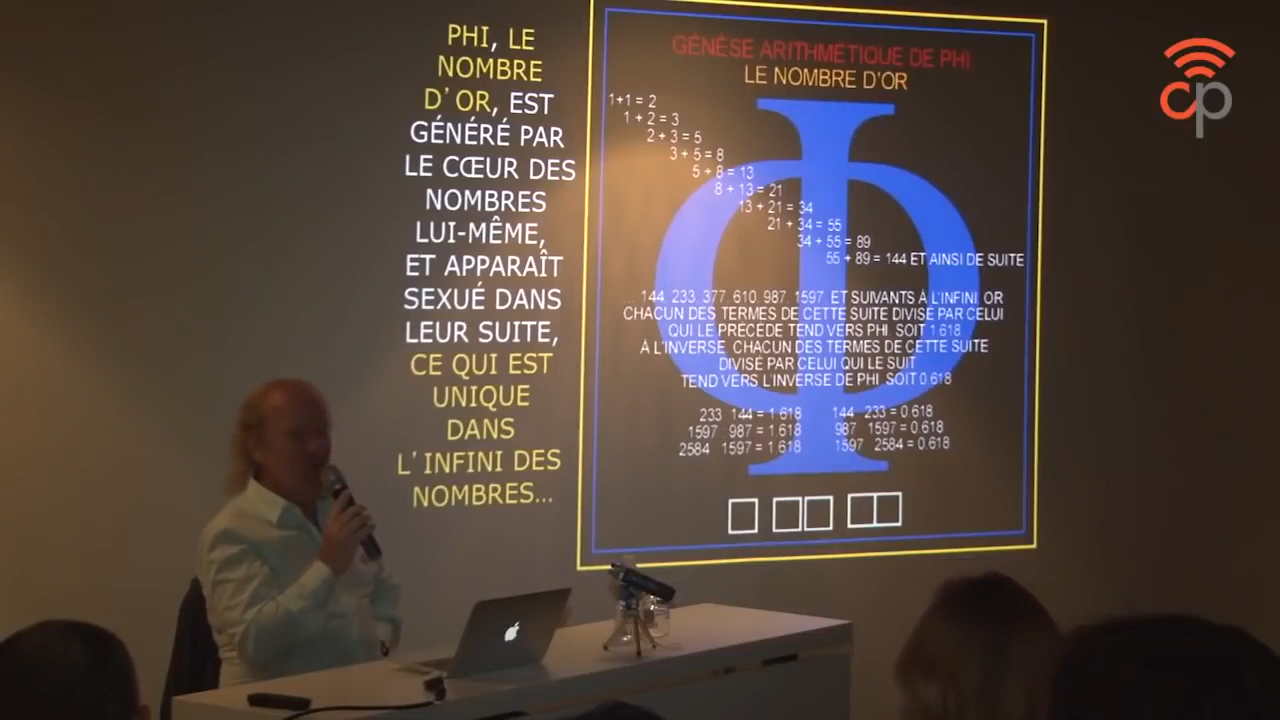 PHI, LE
NOMBRE
D'OR, EST
GÉNÉRÉ PAR
LE CŒUR DES
NOMBRES
LUI-MÊME,
ET APPARAÎT
SEXUÉ DANS
LEUR SUITE,
CE QUI EST
UNIQUE
DANS
L'INFINI DES
NOMBRES...
GÉNÈSE ARITHMÉTIQUE DE PHI
LE NOMBRE D'OR
1+1 = 2
1 + 2 = 3
2 + 3 = 5
3 + 5 = 8
5 + 8 = 13
8 + 13 = 21
13 + 21 = 34
21 + 34 = 55
34 + 55 = 89
55 + 89 = 144 ET AINSI DE SUITE
... 144, 233, 377, 610, 987, 1597 ET SUIVANTS À L'INFINI, OR
CHACUN DES TERMES DE CETTE SUITE DIVISÉ PAR CELUI
QUI LE PRÉCÈDE TEND VERS PHI, SOIT 1.618
À L'INVERSE, CHACUN DES TERMES DE CETTE SUITE
DIVISÉ PAR CELUI QUI LE SUIT
TEND VERS L'INVERSE DE PHI, SOIT 0.618
233 144 = 1.618 144 233 = 0.618
1597 987 = 1.618 987 1597 = 0.618
2584 1597 = 1.618 1597 2584 = 0.618
Φ
cp